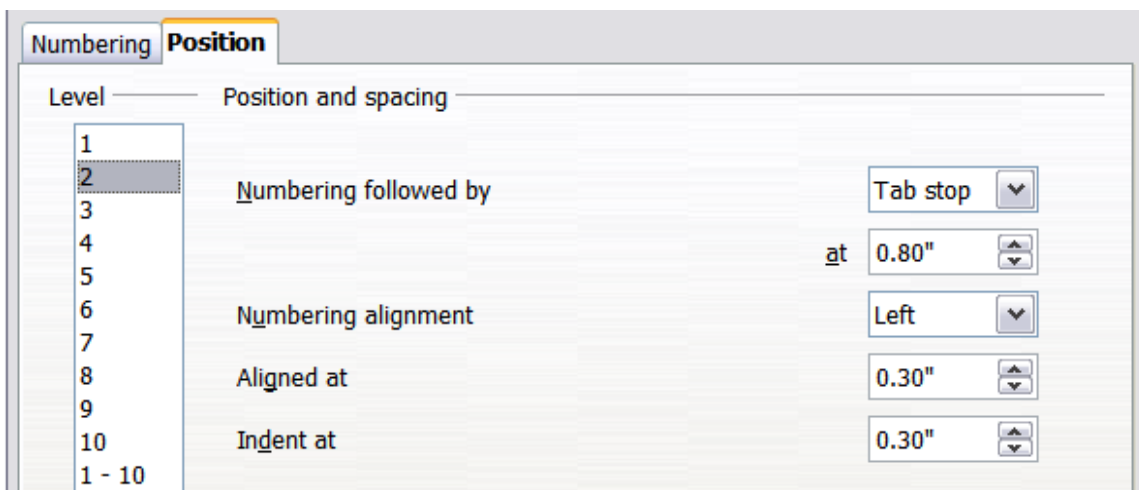 Numbering Position
Level Position and spacing
1
2
Numbering followed by Tab stop
3
4
at 0.80"
5
6
Numbering alignment Left
7
8
Aligned at 0.30"
9
10
Indent at 0.30"
1 - 10